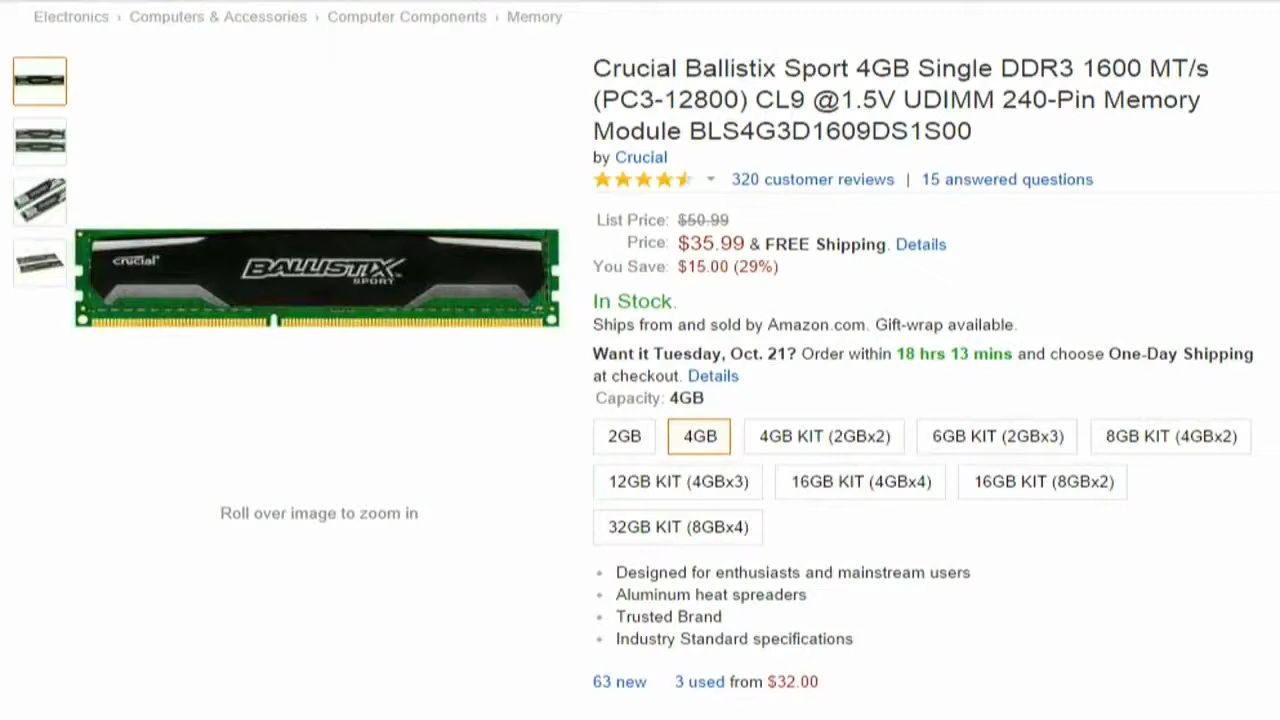 Electronics › Computers & Accessories › Computer Components › Memory
Crucial Ballistix Sport 4GB Single DDR3 1600 MT/s
(PC3-12800) CL9 @1.5V UDIMM 240-Pin Memory
Module BLS4G3D1609DS1S00
by Crucial
320 customer reviews | 15 answered questions
List Price: $50.99
Price: $35.99 & FREE Shipping. Details
You Save: $15.00 (29%)
crucial
BALLISTIX
SPORT
In Stock.
Ships from and sold by Amazon.com. Gift-wrap available.
Want it Tuesday, Oct. 21? Order within 18 hrs 13 mins and choose One-Day Shipping
at checkout. Details
Capacity: 4GB
2GB 4GB 4GB KIT (2GBx2) 6GB KIT (2GBx3) 8GB KIT (4GBx2)
12GB KIT (4GBx3) 16GB KIT (4GBx4) 16GB KIT (8GBx2)
Roll over image to zoom in
32GB KIT (8GBx4)
• Designed for enthusiasts and mainstream users
• Aluminum heat spreaders
• Trusted Brand
• Industry Standard specifications
63 new 3 used from $32.00